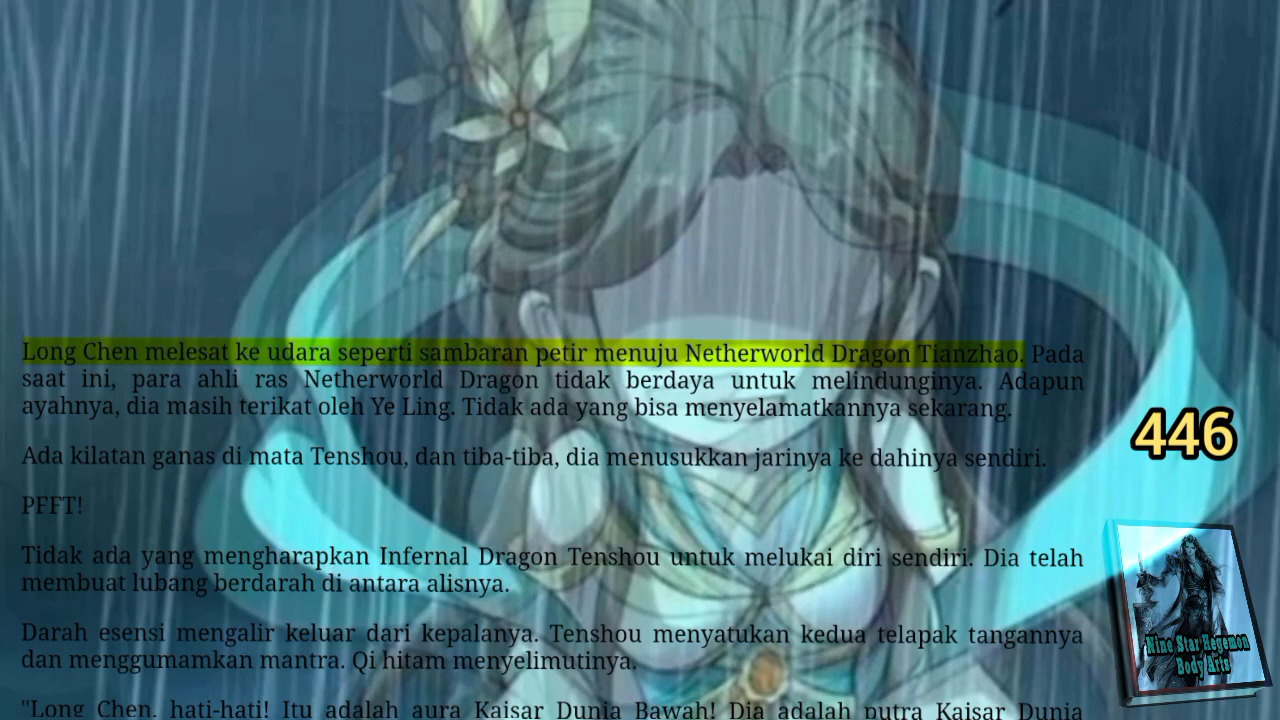 Long Chen melesat ke udara seperti sambaran petir menuju Netherworld Dragon Tianzhao. Pada
saat ini, para ahli ras Netherworld Dragon tidak berdaya untuk melindunginya. Adapun
ayahnya, dia masih terikat oleh Ye Ling. Tidak ada yang bisa menyelamatkannya sekarang.
Ada kilatan ganas di mata Tenshou, dan tiba-tiba, dia menusukkan jarinya ke dahinya sendiri.
PFFT!
Tidak ada yang mengharapkan Infernal Dragon Tenshou untuk melukai diri sendiri. Dia telah
membuat lubang berdarah di antara alisnya.
Darah esensi mengalir keluar dari kepalanya. Tenshou menyatukan kedua telapak tangannya
dan menggumamkan mantra. Qi hitam menyelimutinya.
"Long Chen, hati-hati! Itu adalah aura Kaisar Dunia Bawah! Dia adalah putra Kaisar Dunia
446
Nine Star Hegemon
Body Arts